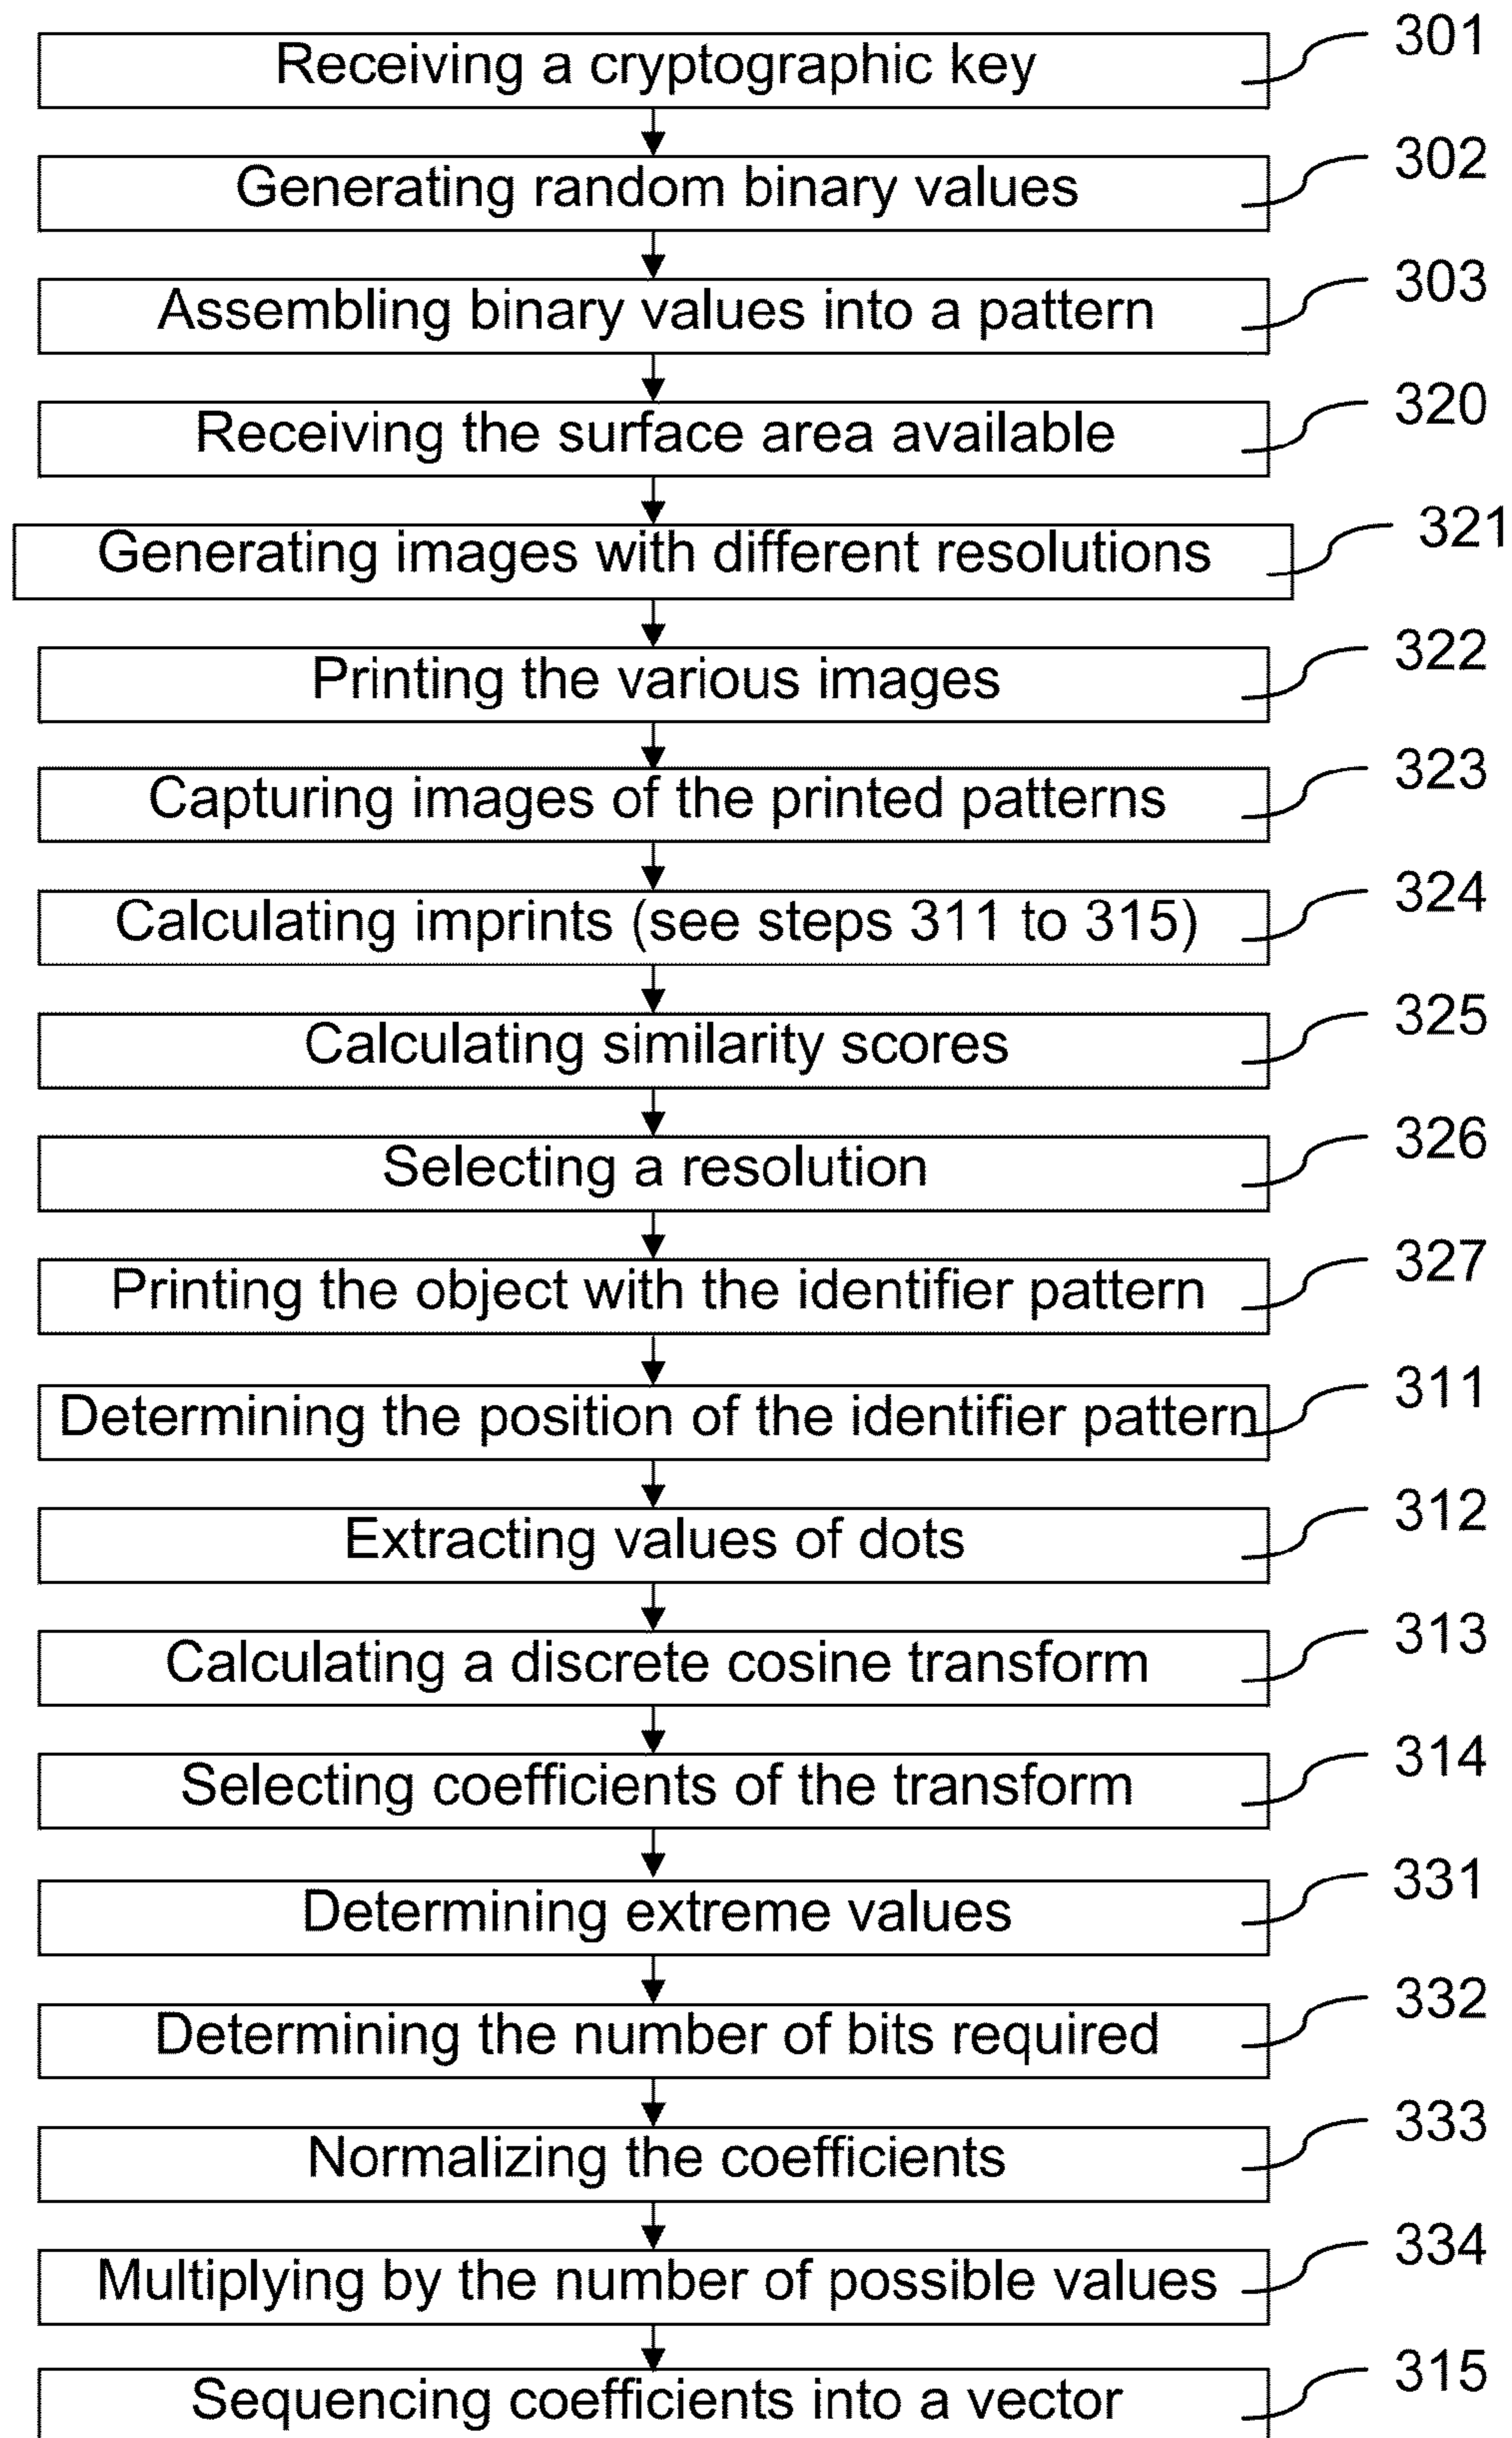 Receiving a cryptographic key 301
Generating random binary values 302
Assembling binary values into a pattern 303
Receiving the surface area available 320
Generating images with different resolutions 321
Printing the various images 322
Capturing images of the printed patterns 323
Calculating imprints (see steps 311 to 315) 324
Calculating similarity scores 325
Selecting a resolution 326
Printing the object with the identifier pattern 327
Determining the position of the identifier pattern 311
Extracting values of dots 312
Calculating a discrete cosine transform 313
Selecting coefficients of the transform 314
Determining extreme values 331
Determining the number of bits required 332
Normalizing the coefficients 333
Multiplying by the number of possible values 334
Sequencing coefficients into a vector 315